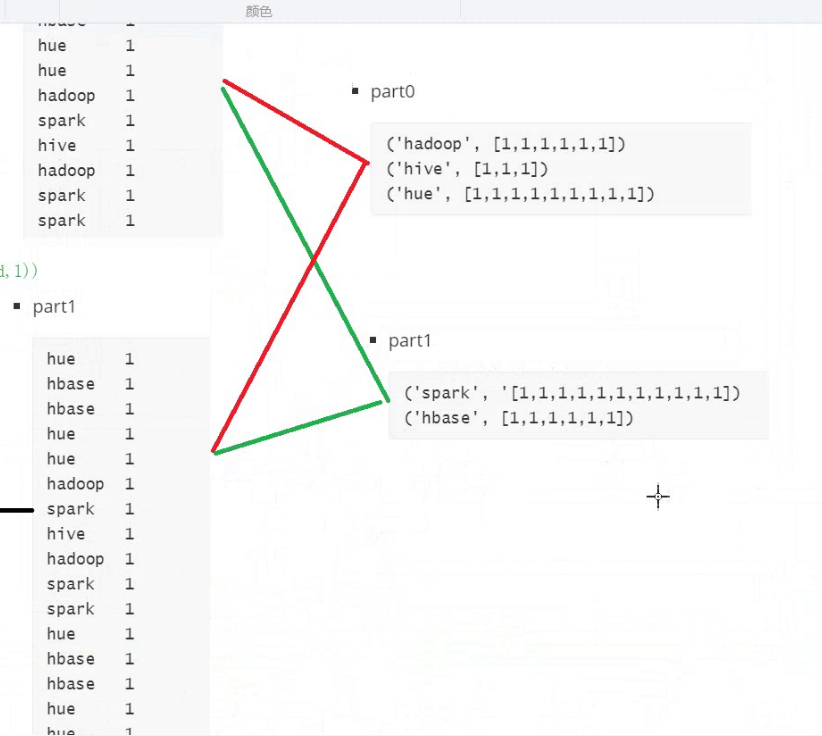 颜色
hbase 1
hue 1
hue 1
hadoop 1
spark 1
hive 1
hadoop 1
spark 1
spark 1
d, 1))
part0
('hadoop', [1,1,1,1,1,1])
('hive', [1,1,1])
('hue', [1,1,1,1,1,1,1,1,1])
part1
hue 1
hbase 1
hbase 1
hue 1
hue 1
hadoop 1
spark 1
hive 1
hadoop 1
spark 1
spark 1
hue 1
hbase 1
hbase 1
hue 1
hue 1
part1
('spark', '[1,1,1,1,1,1,1,1,1,1,1,1])
('hbase', [1,1,1,1,1,1])